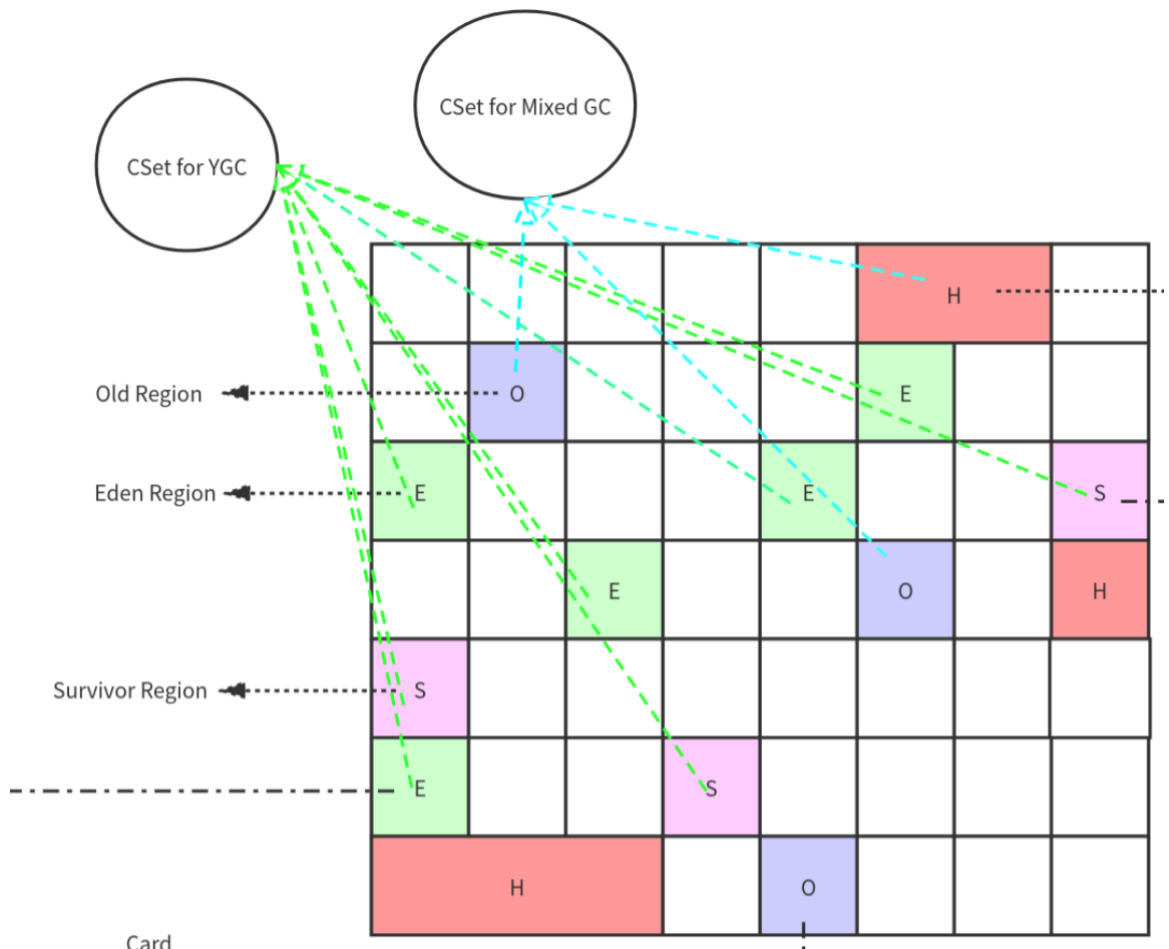 CSet for Mixed GC
CSet for YGC
H
Old Region
O
E
Eden Region
E
E
S
E
O
H
Survivor Region
S
E
S
H
O
Card